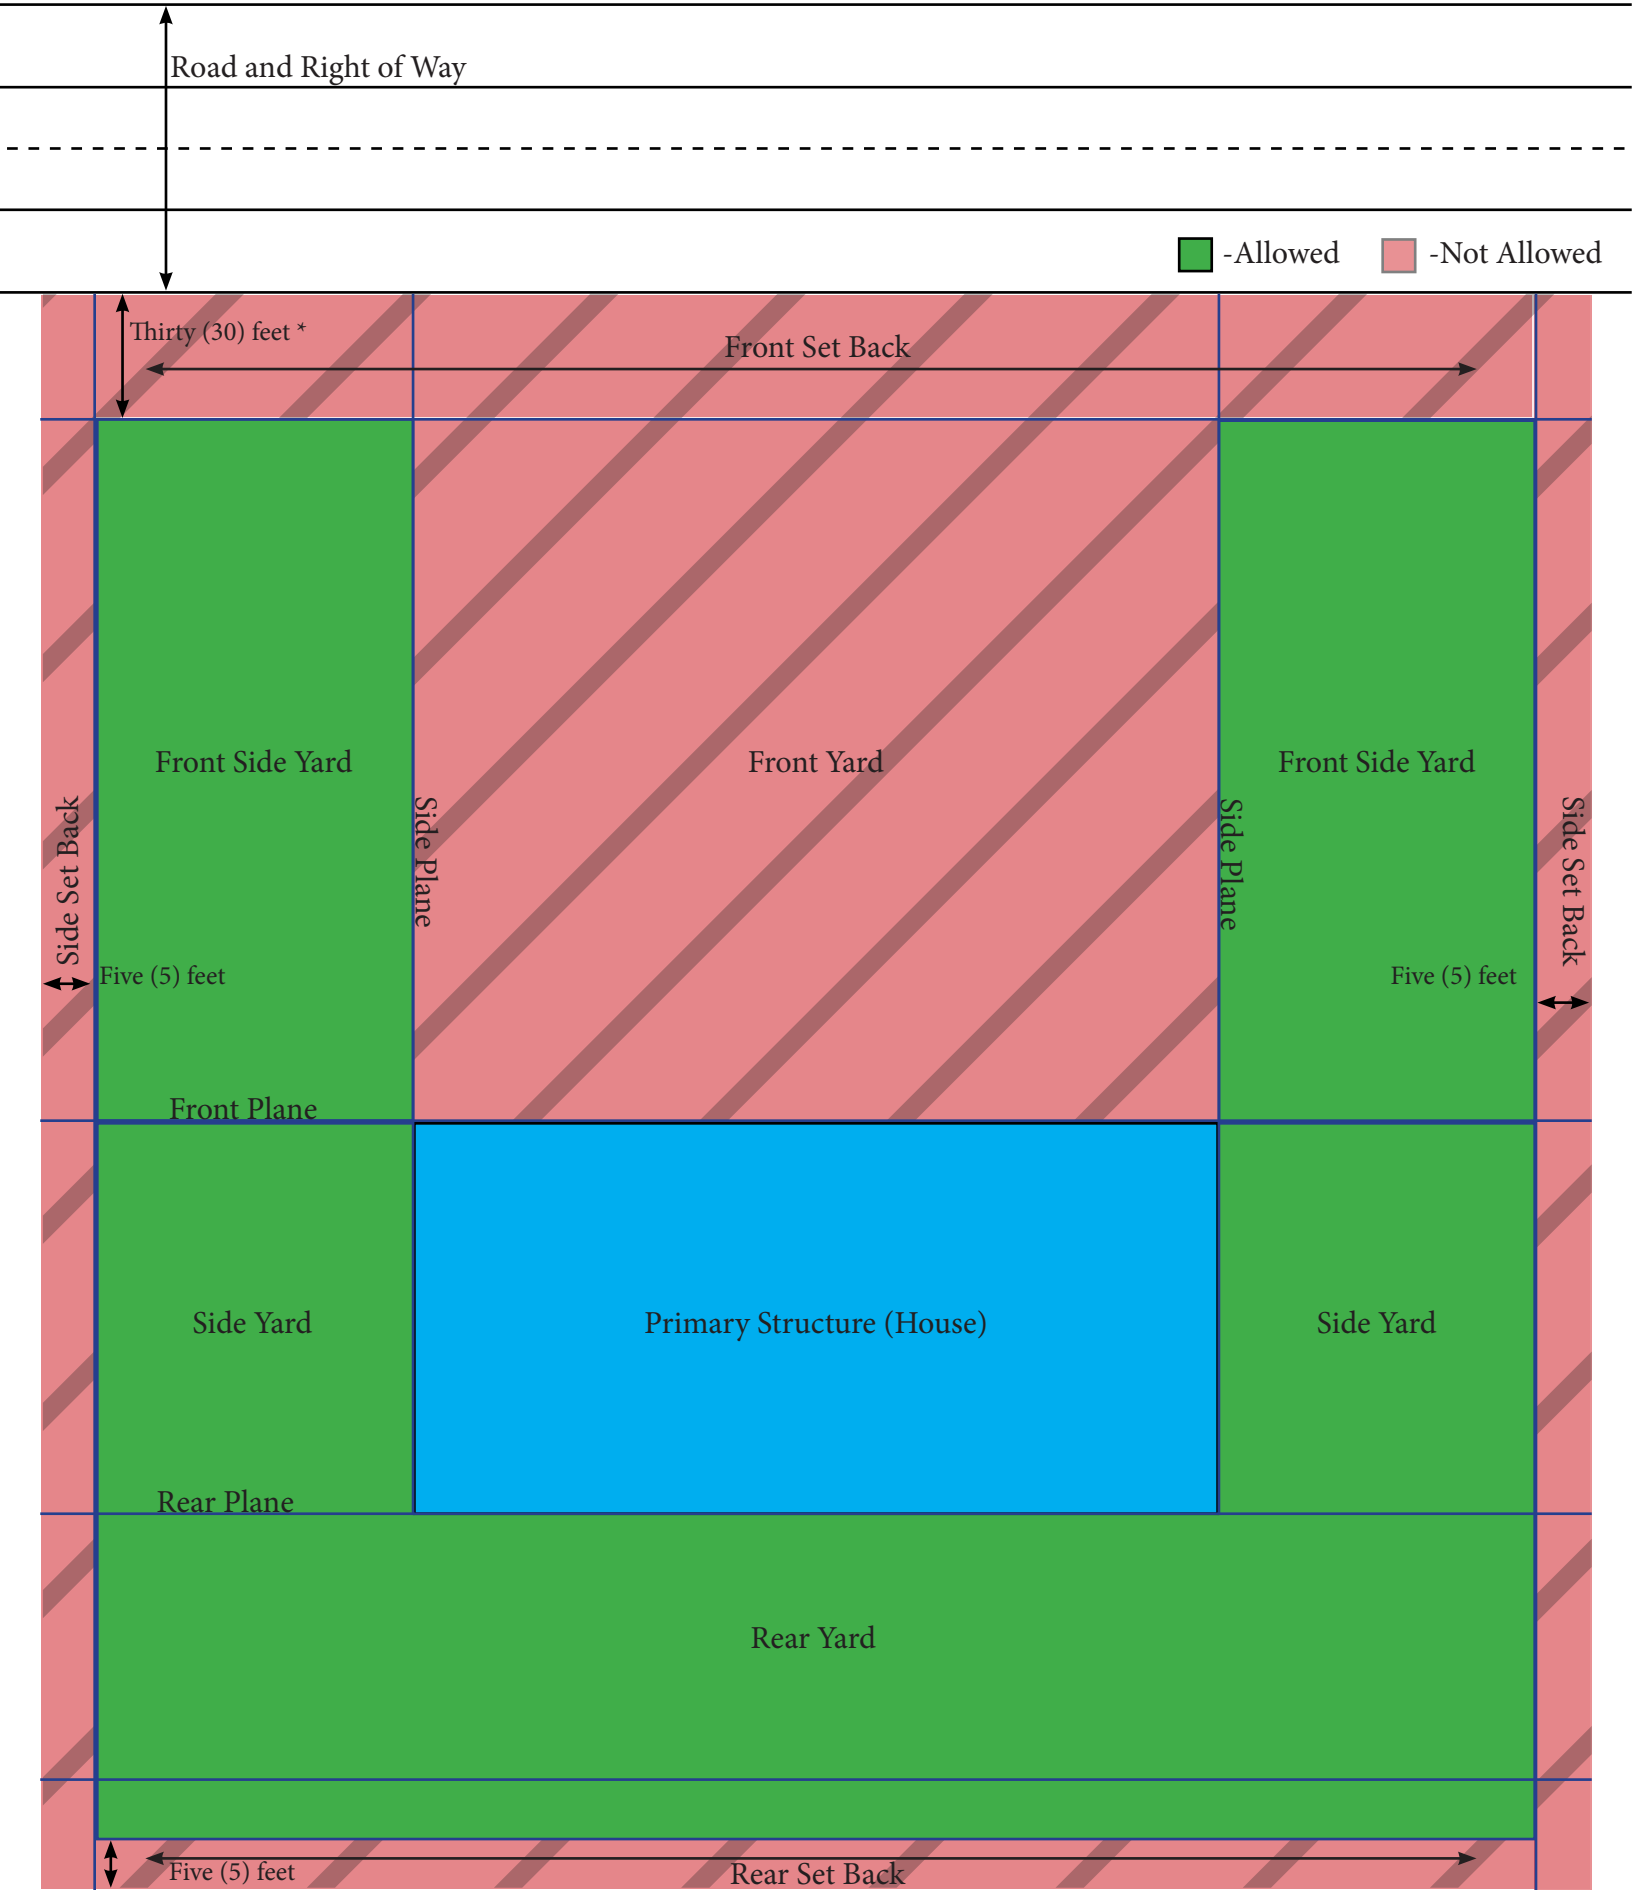 Road and Right of Way
-Allowed
-Not Allowed
Thirty (30) feet *
Front Set Back
Front Side Yard
Front Yard
Front Side Yard
Side Set Back
Side Plane
Side Plane
Side Set Back
Five (5) feet
Five (5) feet
Front Plane
Side Yard
Primary Structure (House)
Side Yard
Rear Plane
Rear Yard
Five (5) feet
Rear Set Back